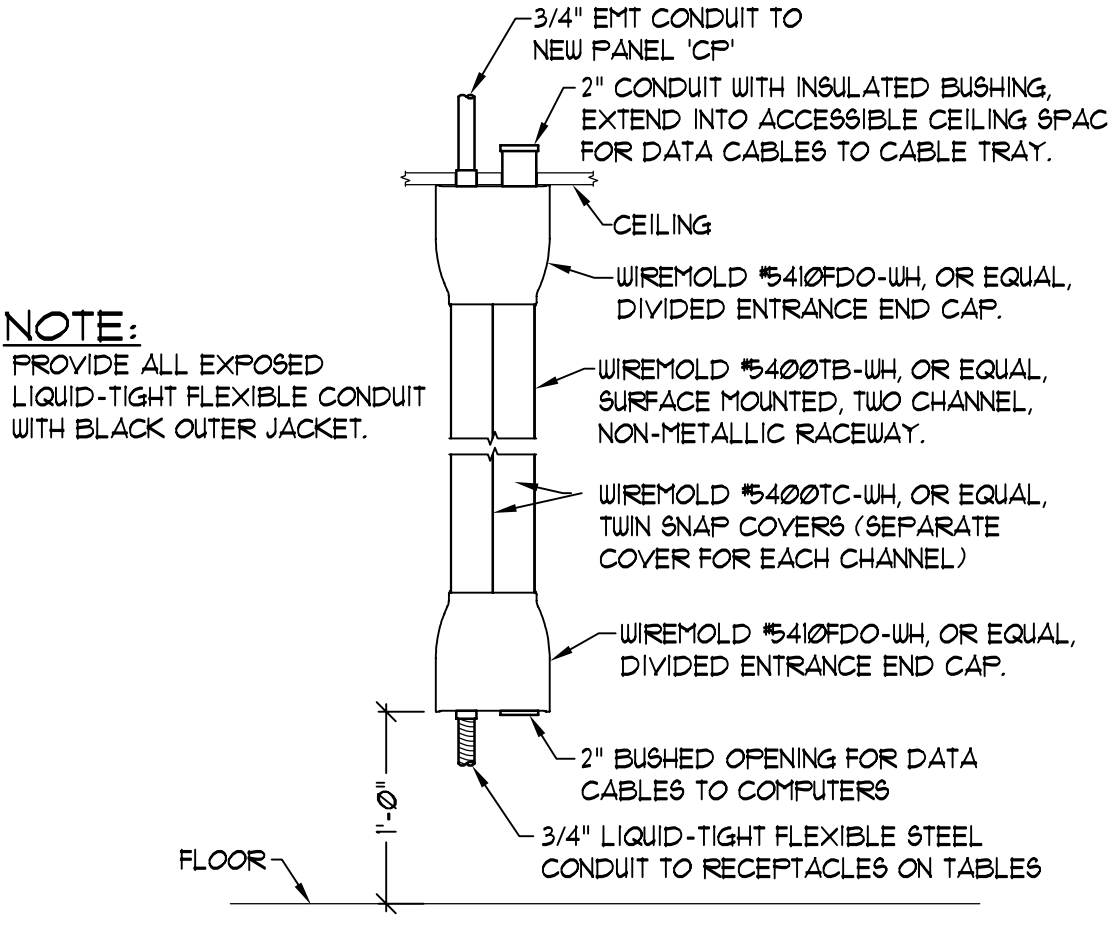 3/4" EMT CONDUIT TO
NEW PANEL 'CP'
2" CONDUIT WITH INSULATED BUSHING,
EXTEND INTO ACCESSIBLE CEILING SPAC
FOR DATA CABLES TO CABLE TRAY.
CEILING
WIREMOLD #5410FDO-WH, OR EQUAL,
DIVIDED ENTRANCE END CAP.
NOTE:
PROVIDE ALL EXPOSED
LIQUID-TIGHT FLEXIBLE CONDUIT
WITH BLACK OUTER JACKET.
WIREMOLD #5400TB-WH, OR EQUAL,
SURFACE MOUNTED, TWO CHANNEL,
NON-METALLIC RACEWAY.
WIREMOLD #5400TC-WH, OR EQUAL,
TWIN SNAP COVERS (SEPARATE
COVER FOR EACH CHANNEL)
WIREMOLD #5410FDO-WH, OR EQUAL,
DIVIDED ENTRANCE END CAP.
2" BUSHED OPENING FOR DATA
CABLES TO COMPUTERS
1'-0"
3/4" LIQUID-TIGHT FLEXIBLE STEEL
CONDUIT TO RECEPTACLES ON TABLES
FLOOR